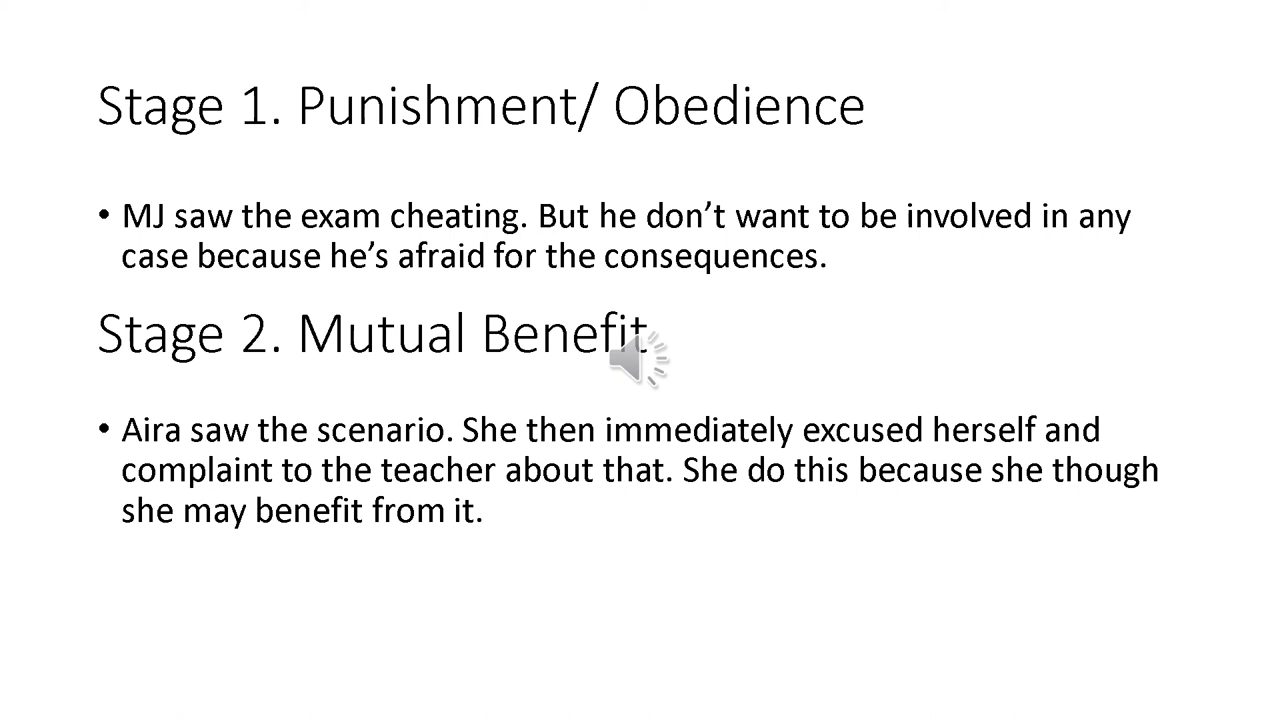 Stage 1. Punishment/ Obedience
• MJ saw the exam cheating. But he don’t want to be involved in any
case because he’s afraid for the consequences.
Stage 2. Mutual Benefit
• Aira saw the scenario. She then immediately excused herself and
complaint to the teacher about that. She do this because she though
she may benefit from it.